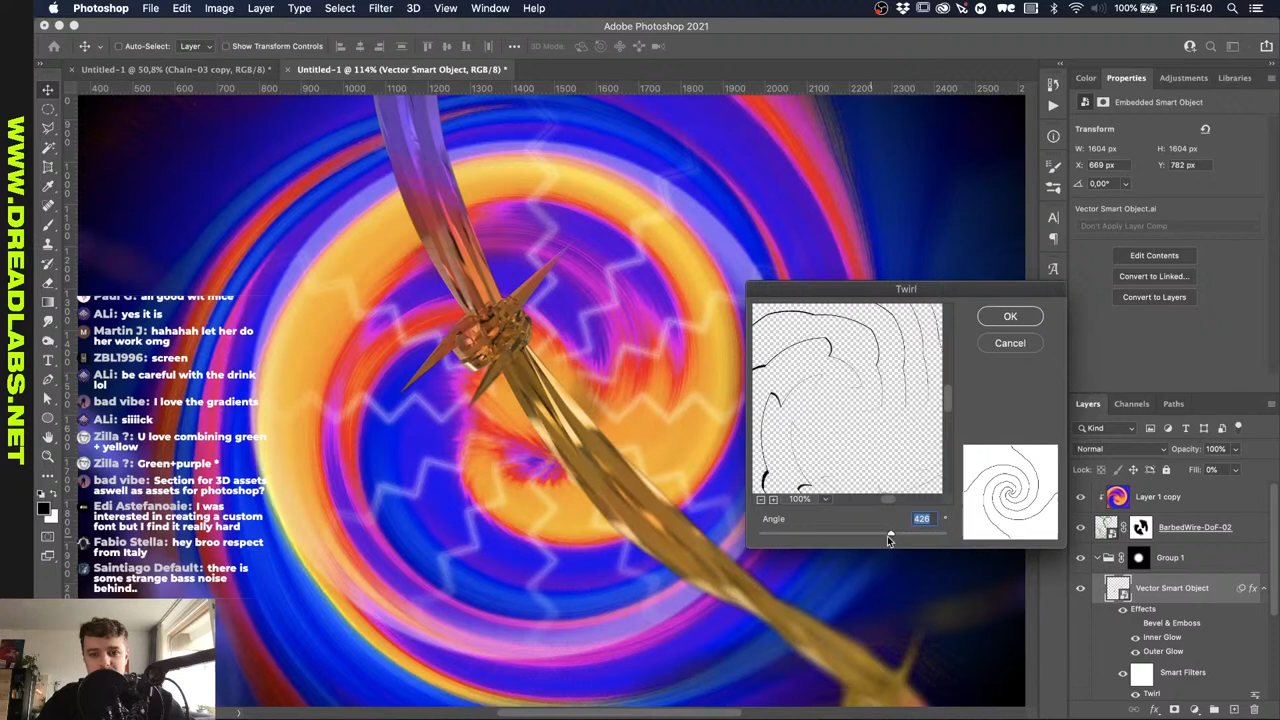 Photoshop File Edit Image Layer Type Select Filter 3D View Window Help
100% Fri 15:40
Adobe Photoshop 2021
Auto-Select: Layer Show Transform Controls 3D Mode:
Untitled-1 @ 50,8% (Chain-03 copy, RGB/8) *
Untitled-1 @ 114% (Vector Smart Object, RGB/8) *
400 500 600 700 800 900 1000 1100 1200 1300 1400 1500 1600 1700 1800 1900 2000 2100 2200 2300 2400 2500
WWW.DREADLABS.NET
Paul G: all good wit mice
ALi: yes it is
Martin J: hahahah let her do
her work omg
ZBL1996: screen
ALi: be careful with the drink
lol
bad vibe: I love the gradients
ALi: siiiick
Zilla ?: U love combining green
+ yellow
Zilla ?: Green+purple *
bad vibe: Section for 3D assets
aswell as assets for photoshop?
Edi Astefanoaie: I was
interested in creating a custom
font but I find it really hard
Fabio Stella: hey broo respect
from Italy
Saintiago Default: there is
some strange bass noise
behind..
Twirl
OK
Cancel
100%
Angle 426 °
Color Properties Adjustments Libraries
Embedded Smart Object
Transform
W: 1604 px H: 1604 px
X: 669 px Y: 782 px
0,00°
Vector Smart Object.ai
Don't Apply Layer Comp
Edit Contents
Convert to Linked...
Convert to Layers
Layers Channels Paths
Kind
Normal Opacity: 100%
Lock: Fill: 0%
Layer 1 copy
BarbedWire-DoF-02
Group 1
Vector Smart Object fx
Effects
Bevel & Emboss
Inner Glow
Outer Glow
Smart Filters
Twirl
fx